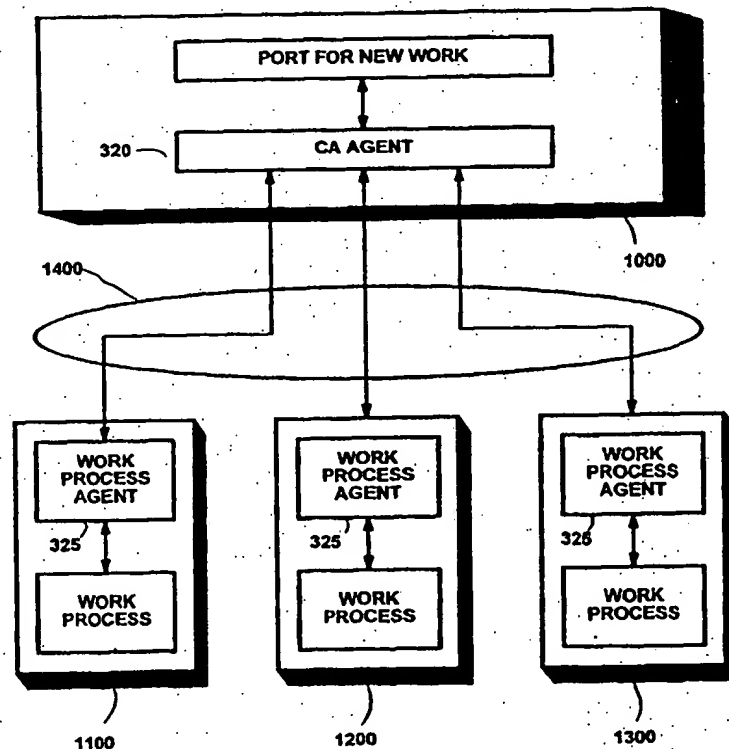 PORT FOR NEW WORK
320
CA AGENT
1000
1400
WORK
PROCESS
AGENT
325
WORK
PROCESS
1100
WORK
PROCESS
AGENT
325
WORK
PROCESS
1200
WORK
PROCESS
AGENT
325
WORK
PROCESS
1300